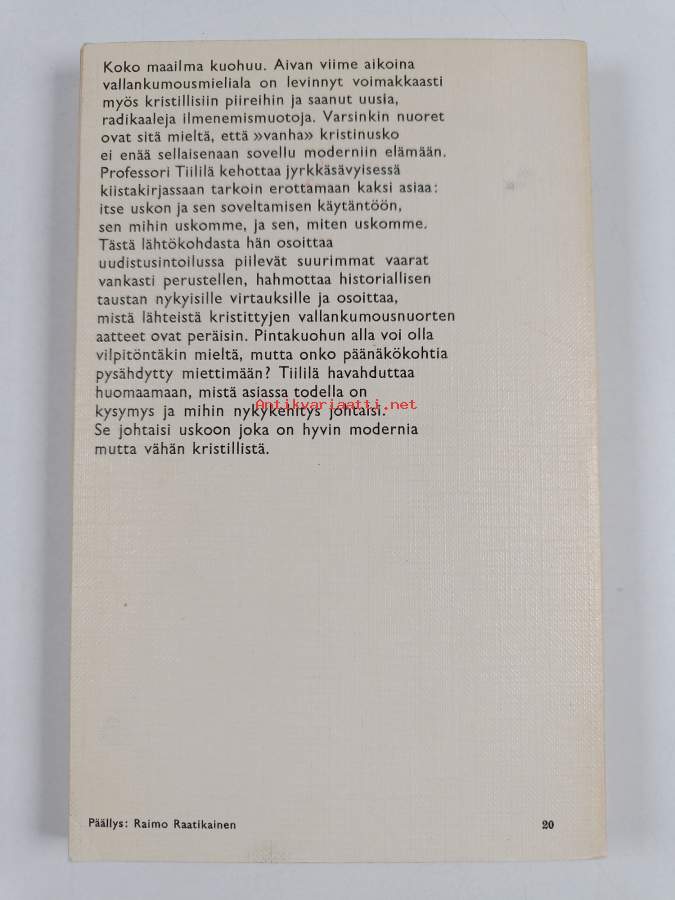 Koko maailma kuohuu. Aivan viime aikoina
vallankumousmieliala on levinnyt voimakkaasti
myös kristillisiin piireihin ja saanut uusia,
radikaaleja ilmenemismuotoja. Varsinkin nuoret
ovat sitä mieltä, että »vanha» kristinusko
ei enää sellaisenaan sovellu moderniin elämään.
Professori Tiililä kehottaa jyrkkäsävyisessä
kiistakirjassaan tarkoin erottamaan kaksi asiaa:
itse uskon ja sen soveltamisen käytäntöön,
sen mihin uskomme, ja sen, miten uskomme.
Tästä lähtökohdasta hän osoittaa
uudistusintoilussa piilevät suurimmat vaarat
vankasti perustellen, hahmottaa historiallisen
taustan nykyisille virtauksille ja osoittaa,
mistä lähteistä kristittyjen vallankumousnuorten
aatteet ovat peräisin. Pintakuohun alla voi olla
vilpitöntäkin mieltä, mutta onko päänäkökohtia
pysähdytty miettimään? Tiililä havahduttaa
huomaamaan, mistä asiassa todella on
Antikvariaatti.net
kysymys ja mihin nykykehitys johtaisi.
Se johtaisi uskoon joka on hyvin modernia
mutta vähän kristillistä.
Päällys: Raimo Raatikainen 20